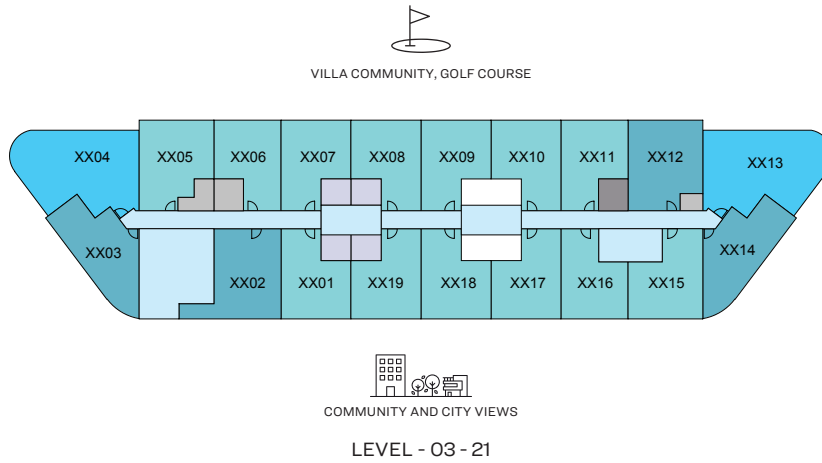 VILLA COMMUNITY, GOLF COURSE
XX04
XX05
XX06
XX07
XX08
XX09
XX10
XX11
XX12
XX13
XX03
XX02
XX01
XX19
XX18
XX17
XX16
XX15
XX14
COMMUNITY AND CITY VIEWS
LEVEL - 03 - 21